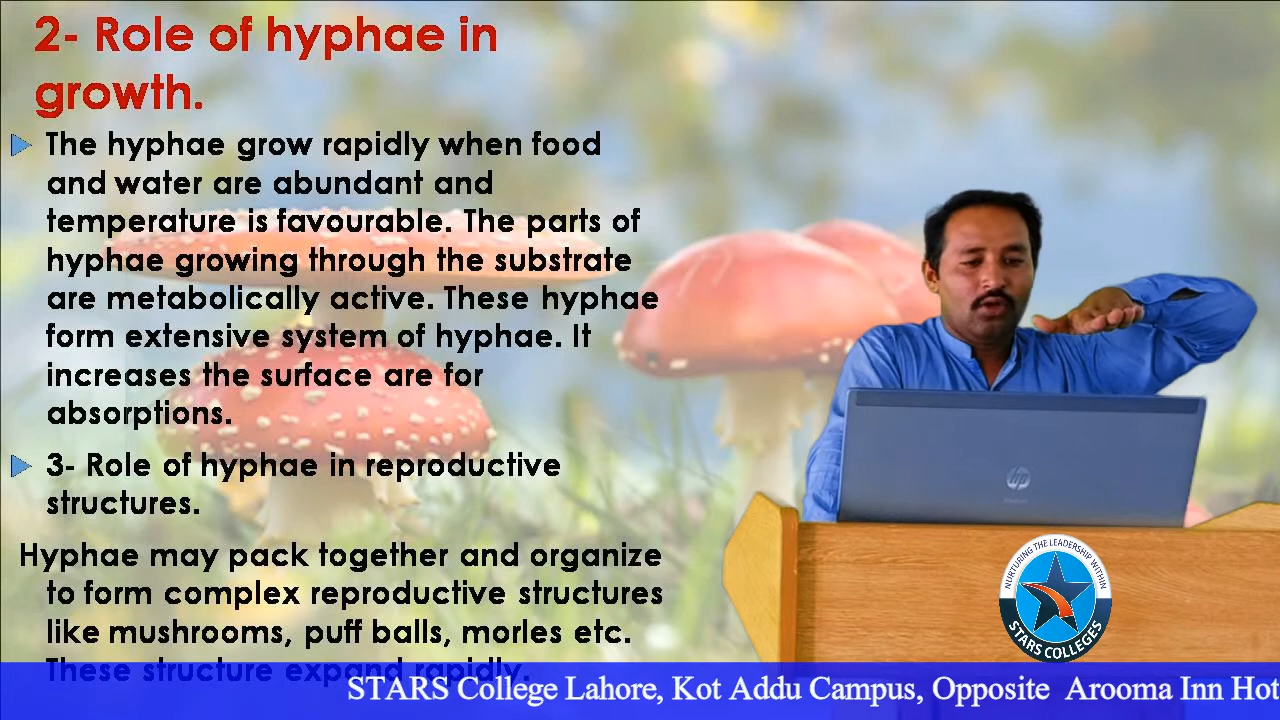 2- Role of hyphae in
growth.
The hyphae grow rapidly when food
and water are abundant and
temperature is favourable. The parts of
hyphae growing through the substrate
are metabolically active. These hyphae
form extensive system of hyphae. It
increases the surface are for
absorptions.
3- Role of hyphae in reproductive
structures.
Hyphae may pack together and organize
to form complex reproductive structures
like mushrooms, puff balls, morles etc.
These structure expand rapidly.
hp
NURTURING THE LEADERSHIP WITHIN
STARS COLLEGES
STARS College Lahore, Kot Addu Campus, Opposite Arooma Inn Hot